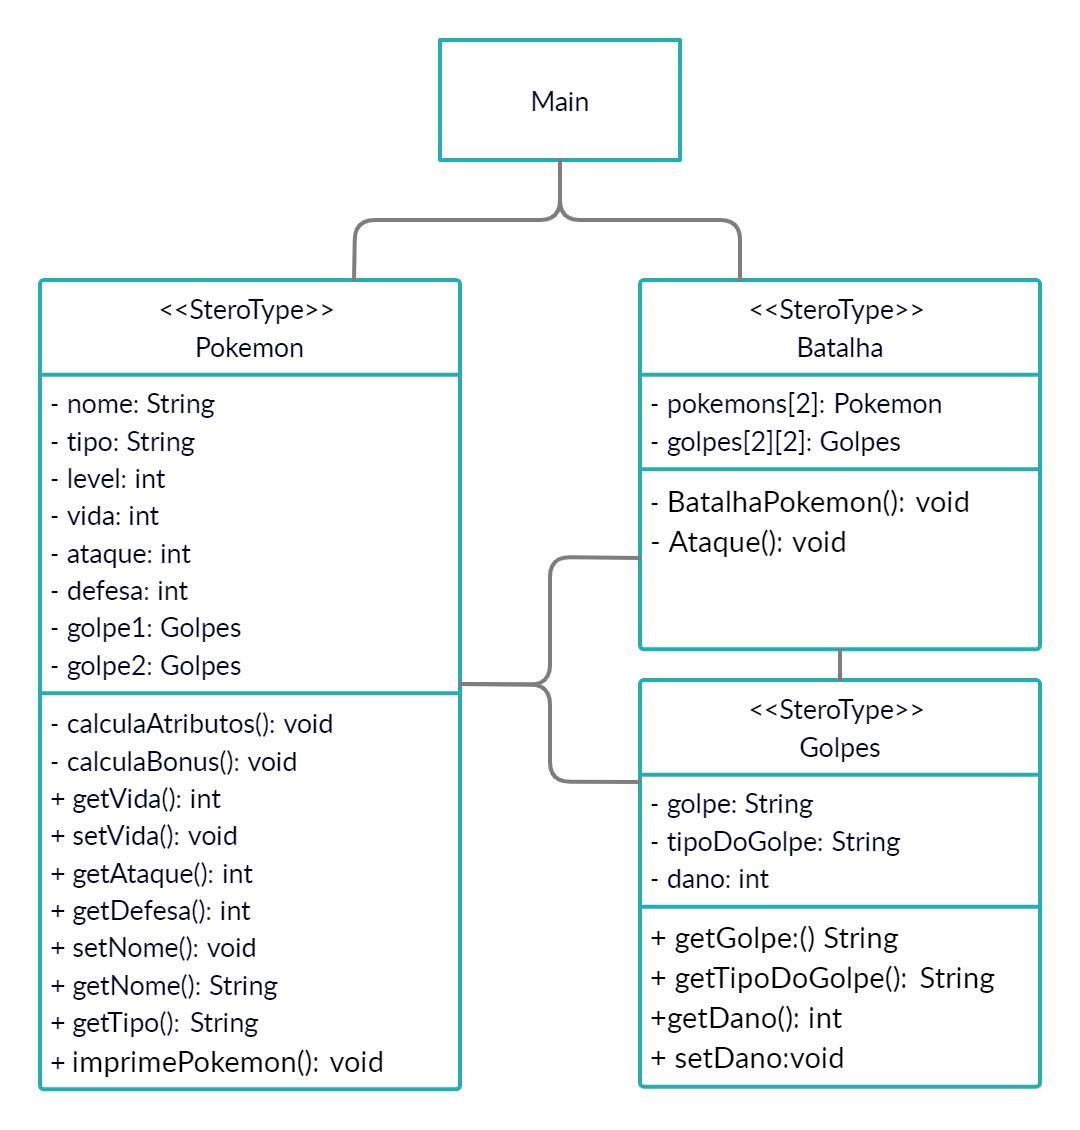 Main
<<SteroType>>
Pokemon
- nome: String
- tipo: String
- level: int
- vida: int
- ataque: int
- defesa: int
- golpe1: Golpes
- golpe2: Golpes
- calculaAtributos(): void
- calculaBonus(): void
+ getVida(): int
+ setVida(): void
+ getAtaque(): int
+ getDefesa(): int
+ setNome(): void
+ getNome(): String
+ getTipo(): String
+ imprimePokemon(): void
<<SteroType>>
Batalha
- pokemons[2]: Pokemon
- golpes[2][2]: Golpes
- BatalhaPokemon(): void
- Ataque(): void
<<SteroType>>
Golpes
- golpe: String
- tipoDoGolpe: String
- dano: int
+ getGolpe:() String
+ getTipoDoGolpe(): String
+getDano(): int
+ setDano:void